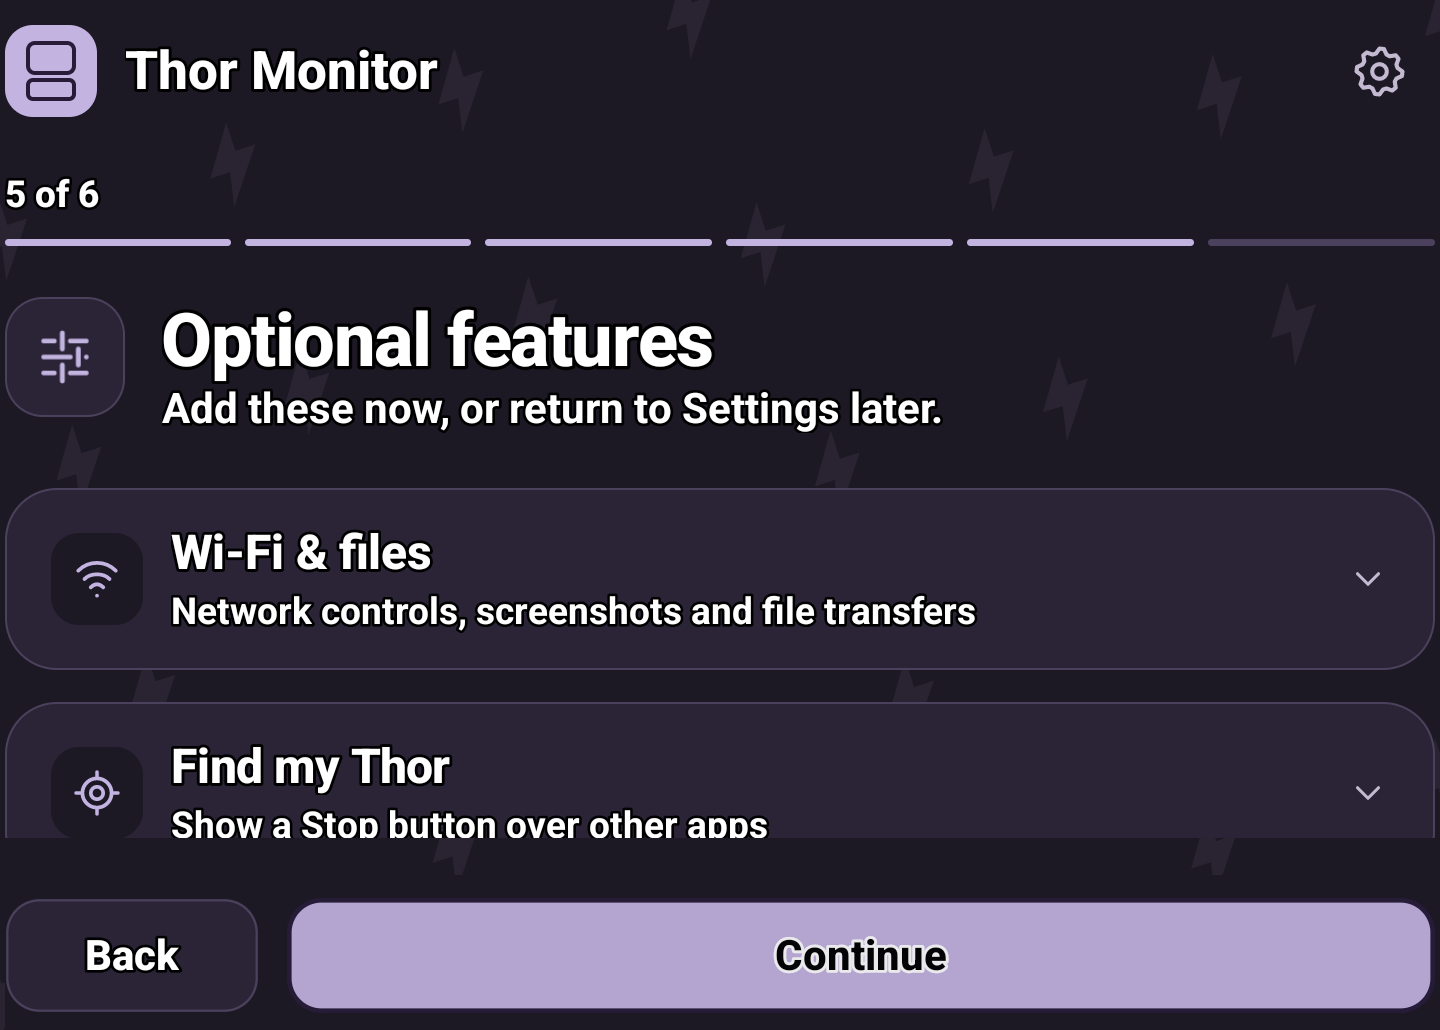 Thor Monitor
5 of 6
Optional features
Add these now, or return to Settings later.
Wi-Fi & files
Network controls, screenshots and file transfers
Find my Thor
Show a Stop button over other apps
Back
Continue